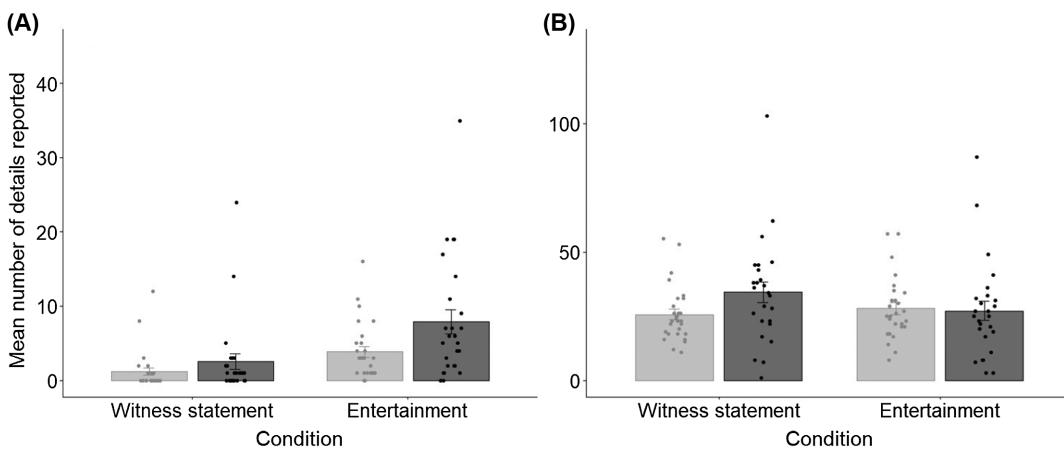 (A)
Mean number of details reported
40
30
20
10
0
Witness statement
Entertainment
Condition
(B)
100
50
0
Witness statement
Entertainment
Condition